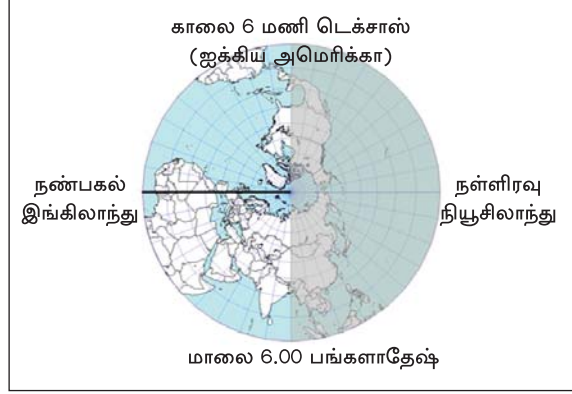 காலை 6 மணி டெக்சாஸ்
(ஐக்கிய அமெரிக்கா)
நண்பகல்
இங்கிலாந்து
நள்ளிரவு
நியூசிலாந்து
மாலை 6.00 பங்களாதேஷ்